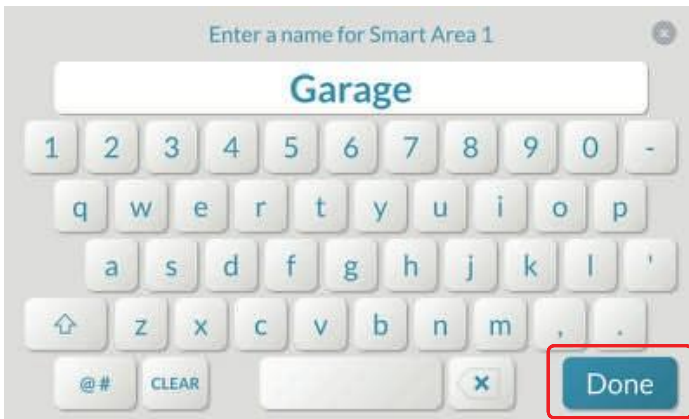 Enter a name for Smart Area 1
Garage
1 2 3 4 5 6 7 8 9 0 -
q w e r t y u i o p
a s d f g h j k l '
z x c v b n m , .
@# CLEAR Done